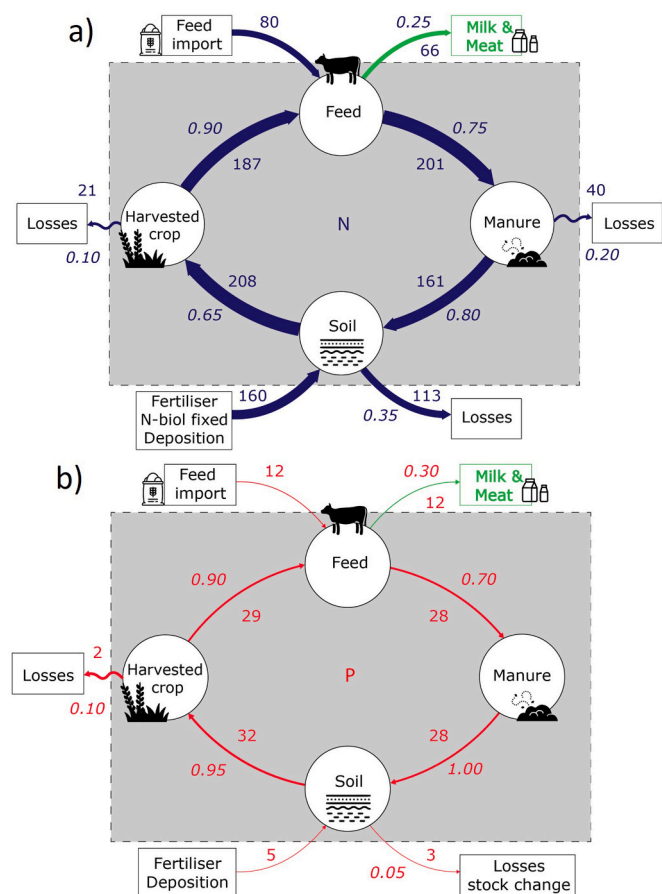 a)
Feed
import
80
0.25
66
Milk &
Meat
Feed
0.90
187
0.75
201
21
Losses
0.10
Harvested
crop
N
Manure
40
Losses
0.20
208
0.65
161
0.80
Soil
Fertiliser
N-biol fixed
Deposition
160
0.35
113
Losses
b)
Feed
import
12
0.30
12
Milk &
Meat
Feed
0.90
29
0.70
28
2
Losses
0.10
Harvested
crop
P
Manure
32
0.95
28
1.00
Soil
Fertiliser
Deposition
5
0.05
3
Losses
stock change